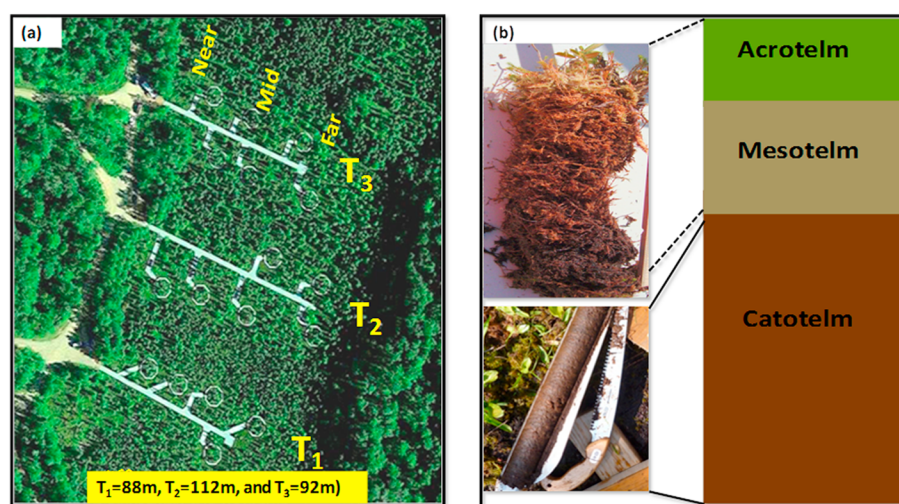 (a)
Near
Mid
Far
T₃
T₂
T₁
T₁=88m, T₂=112m, and T₃=92m)
(b)
Acrotelm
Mesotelm
Catotelm